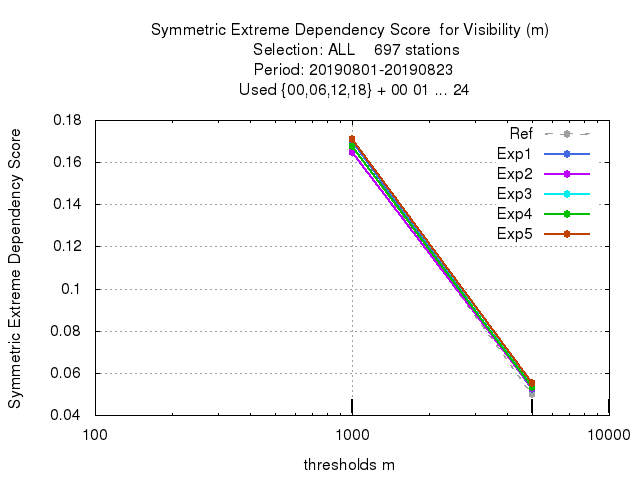 Symmetric Extreme Dependency Score  for Visibility (m)
Selection: ALL    697 stations
Period: 20190801-20190823
Used {00,06,12,18} + 00 01 ... 24
Symmetric Extreme Dependency Score
0.18
0.16
0.14
0.12
0.1
0.08
0.06
0.04
Ref
Exp1
Exp2
Exp3
Exp4
Exp5
100
1000
10000
thresholds m